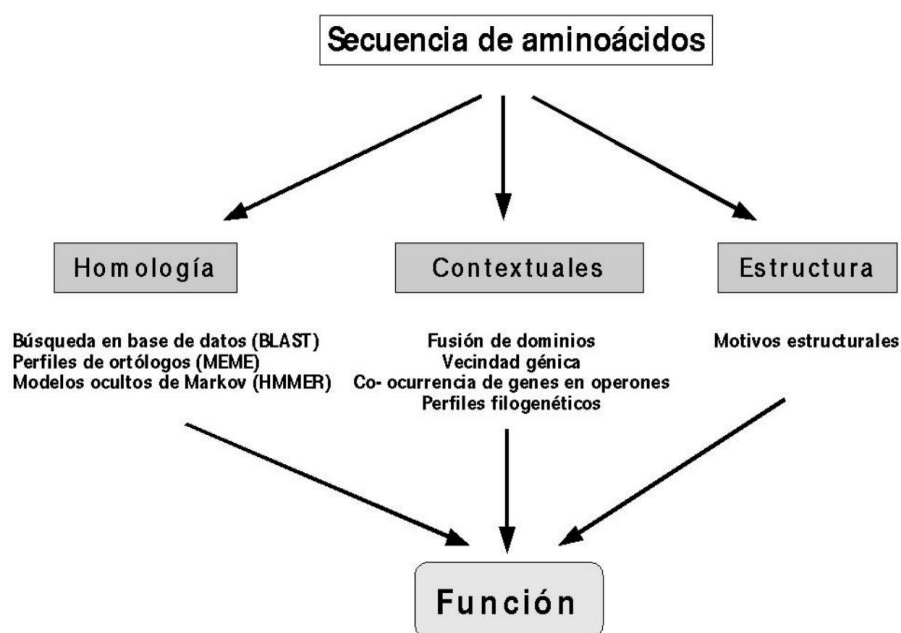 Secuencia de aminoácidos
Homología
Contextuales
Estructura
Búsqueda en base de datos (BLAST)
Perfiles de ortólogos (MEME)
Modelos ocultos de Markov (HMMER)
Fusión de dominios
Vecindad génica
Co- ocurrencia de genes en operones
Perfiles filogenéticos
Motivos estructurales
Función